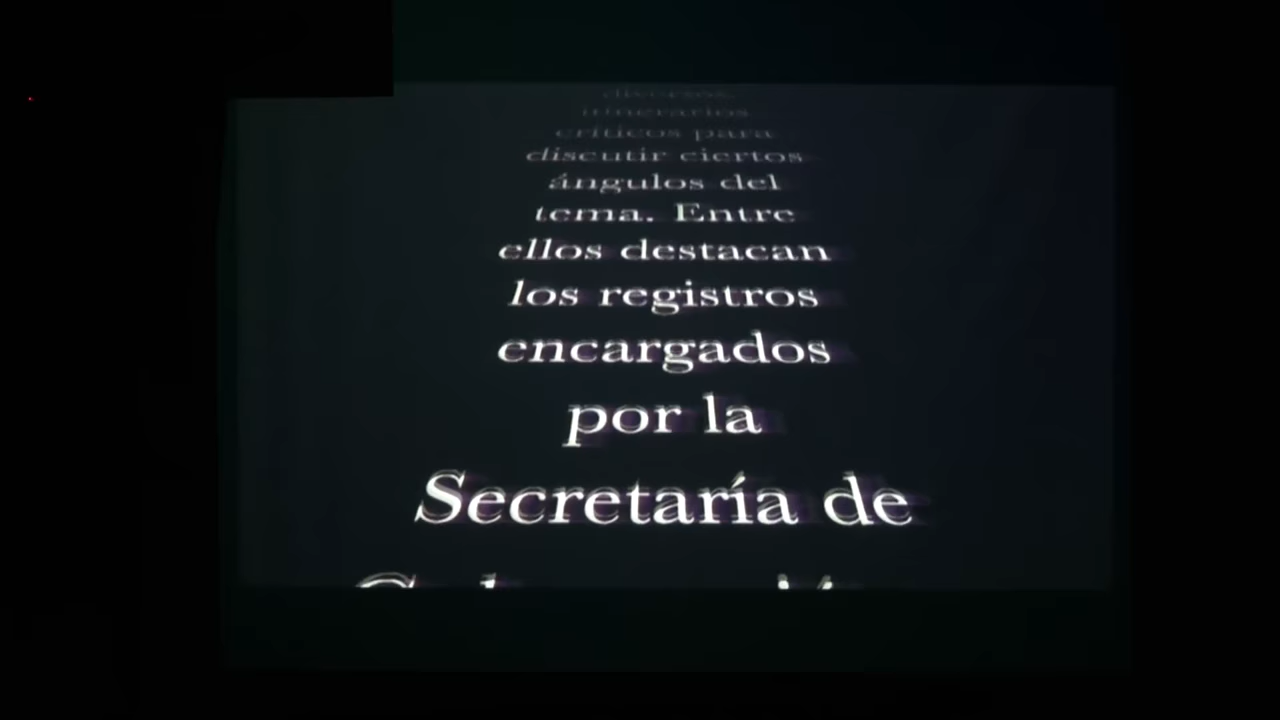 diversos
itinerarios
críticos para
discutir ciertos
ángulos del
tema. Entre
ellos destacan
los registros
encargados
por la
Secretaría de